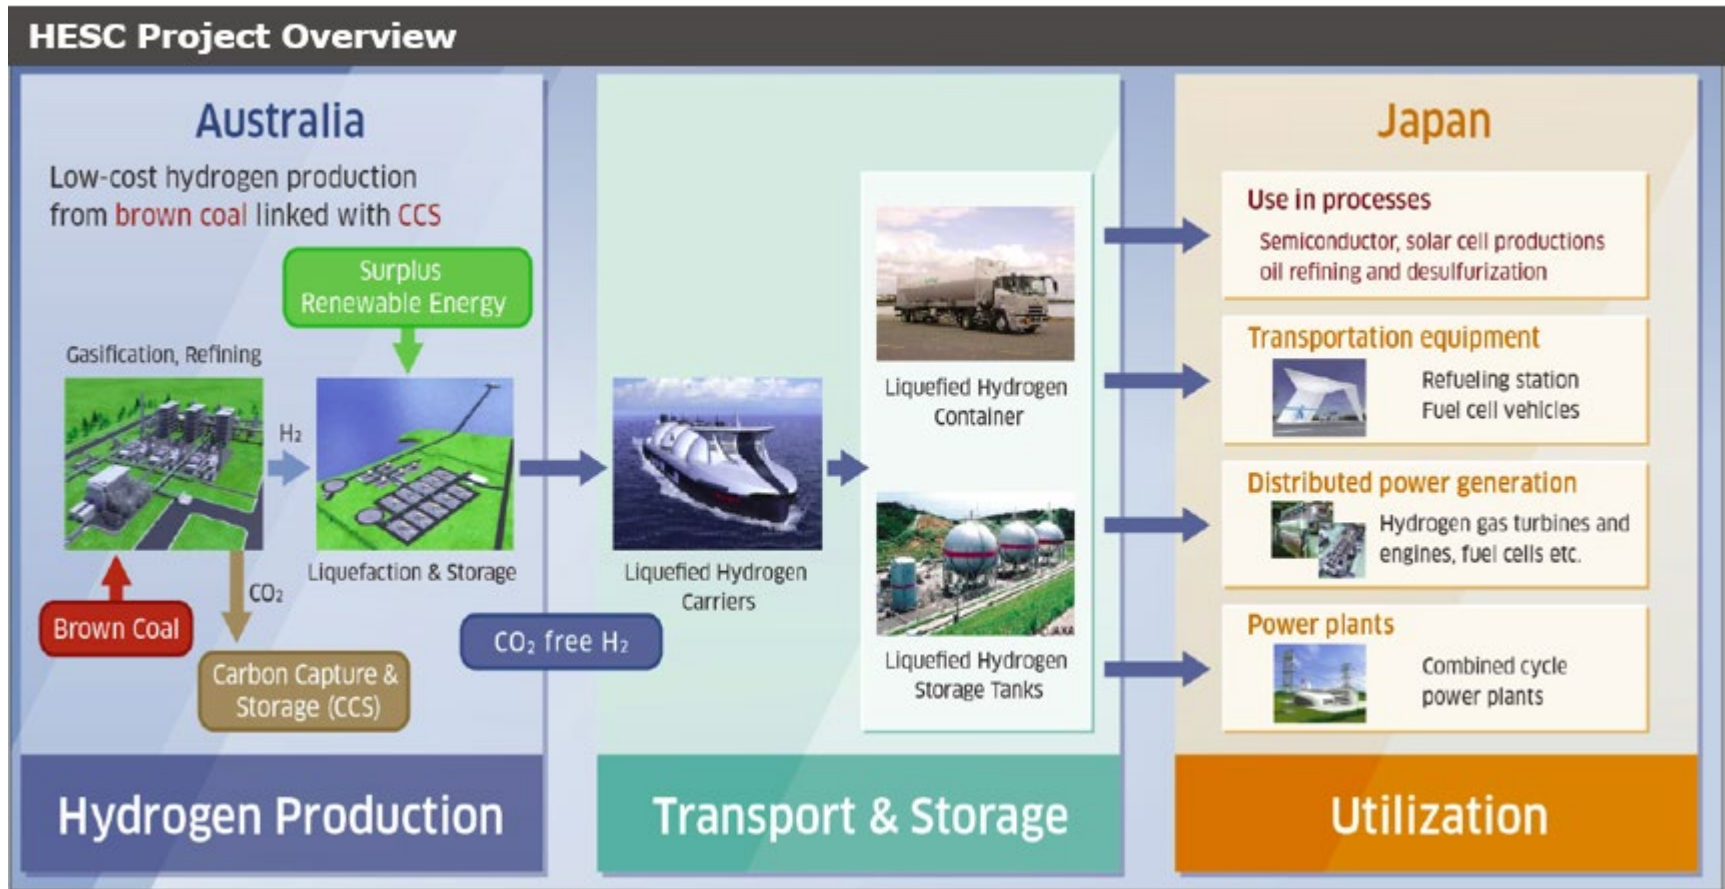 HESC Project Overview
Australia
Low-cost hydrogen production
from brown coal linked with CCS
Surplus
Renewable Energy
Gasification, Refining
H₂
Liquefaction & Storage
CO₂
Brown Coal
Carbon Capture &
Storage (CCS)
CO₂ free H₂
Hydrogen Production
Liquefied Hydrogen
Carriers
Liquefied Hydrogen
Container
Liquefied Hydrogen
Storage Tanks
Transport & Storage
Japan
Use in processes
Semiconductor, solar cell productions
oil refining and desulfurization
Transportation equipment
Refueling station
Fuel cell vehicles
Distributed power generation
Hydrogen gas turbines and
engines, fuel cells etc.
Power plants
Combined cycle
power plants
Utilization